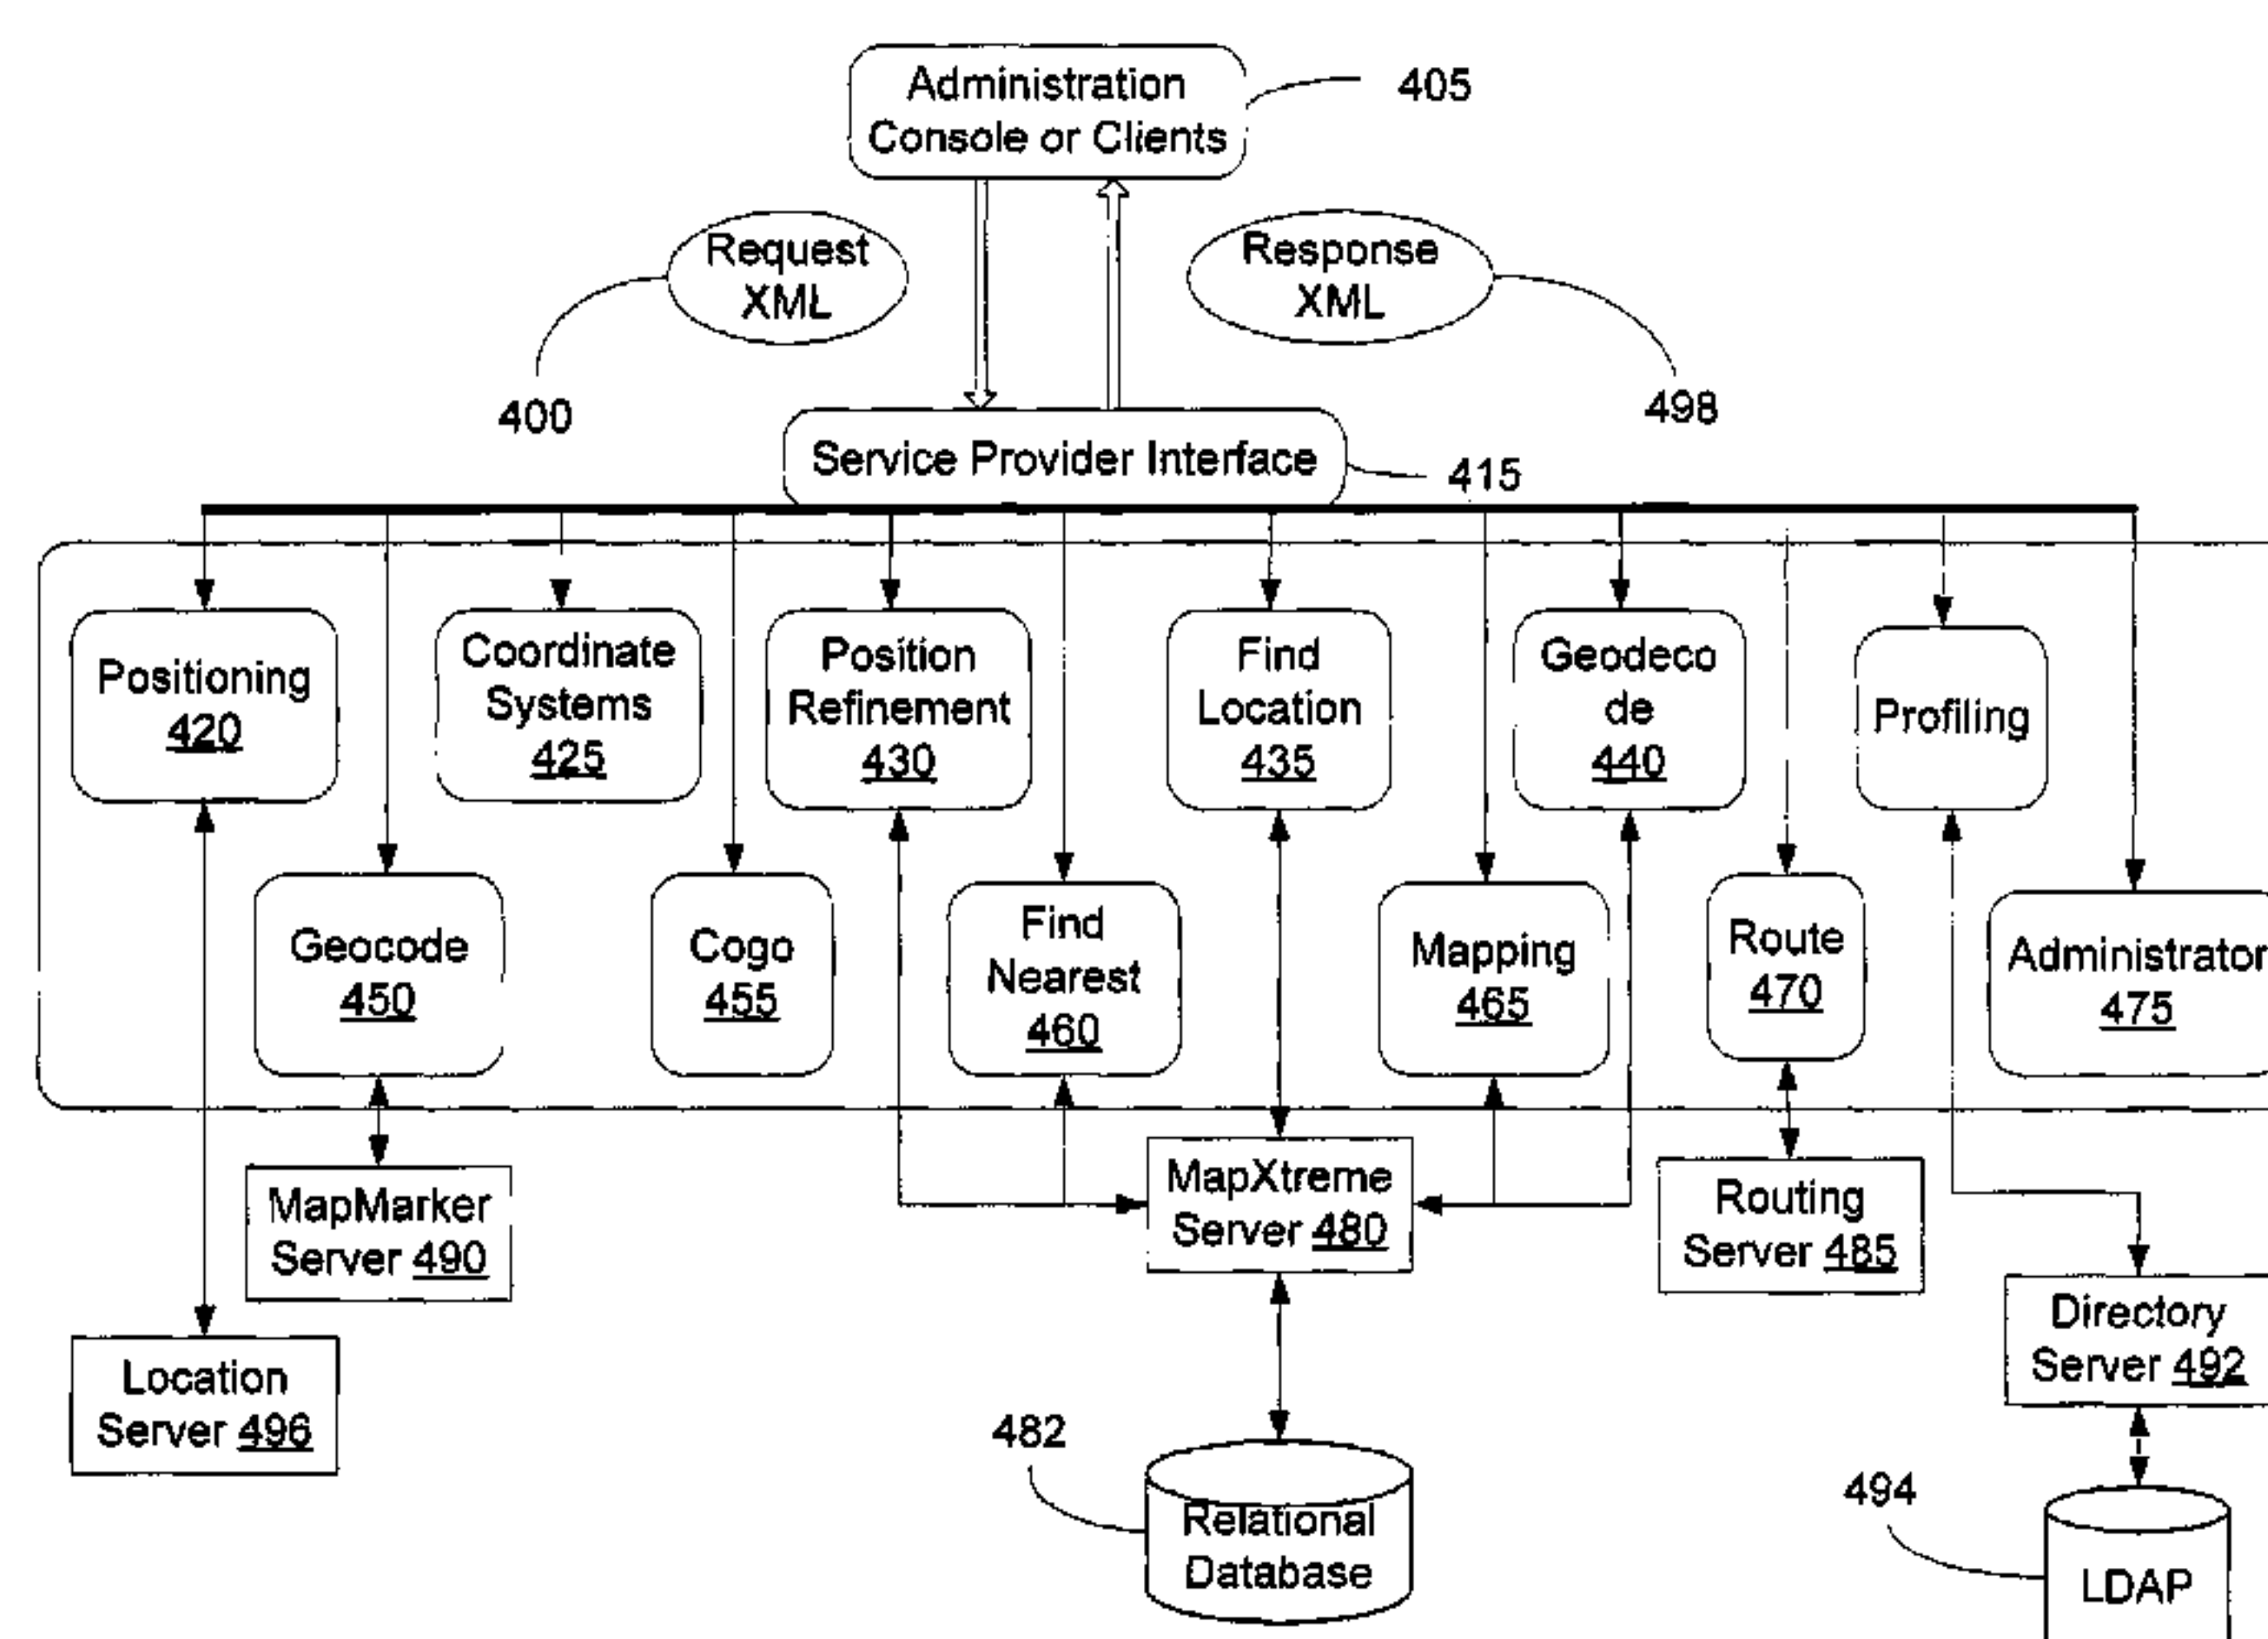 Administration
Console or Clients
405
Request
XML
Response
XML
400
498
Service Provider Interface
415
Positioning
420
Coordinate
Systems
425
Position
Refinement
430
Find
Location
435
Geodeco
de
440
Profiling
Geocode
450
Cogo
455
Find
Nearest
460
Mapping
465
Route
470
Administrator
475
MapMarker
Server 490
MapXtreme
Server 480
Routing
Server 485
Directory
Server 492
Location
Server 496
482
Relational
Database
494
LDAP